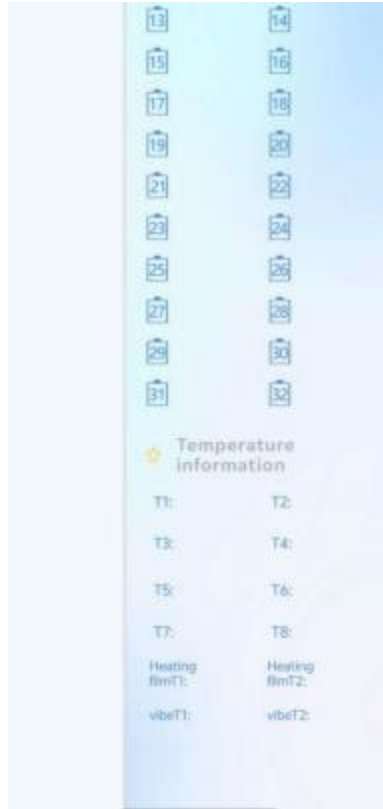 13 14
15 16
17 18
19 20
21 22
23 24
25 26
27 28
29 30
31 32
Temperature
information
T1: T2:
T3: T4:
T5: T6:
T7: T8:
Heating Heating
filmT1: filmT2:
vibeT1: vibeT2: